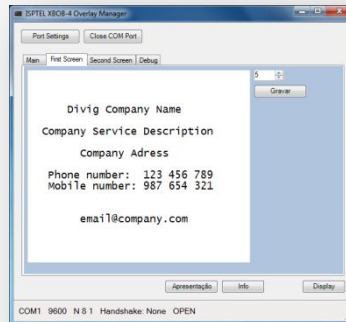 ISPTEL XBOB-4 Overlay Manager
Port Settings Close COM Port
Main First Screen Second Screen Debug
5
Gravar
Divig Company Name
Company Service Description
Company Adress
Phone number: 123 456 789
Mobile number: 987 654 321
email@company.com
Apresentação Info Display
COM1 9600 N 8 1 Handshake: None OPEN